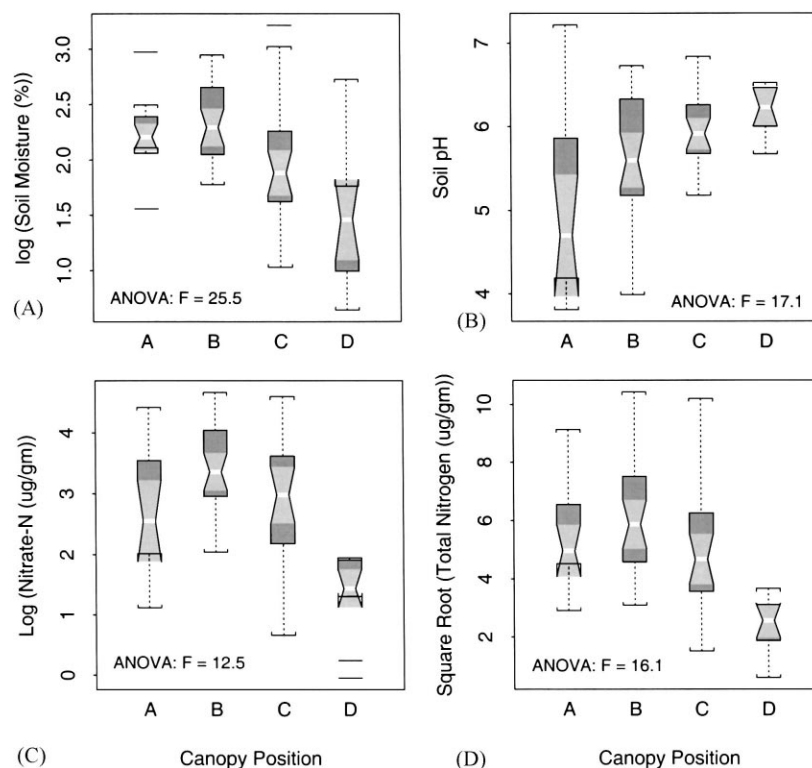 log (Soil Moisture (%))
3.0
2.5
2.0
1.5
1.0
ANOVA: F = 25.5
(A)
A B C D
Soil pH
7
6
5
4
ANOVA: F = 17.1
(B)
A B C D
Log (Nitrate-N (ug/gm))
4
3
2
1
0
ANOVA: F = 12.5
A B C D
(C)
Canopy Position
Square Root (Total Nitrogen (ug/gm))
10
8
6
4
2
ANOVA: F = 16.1
A B C D
(D)
Canopy Position